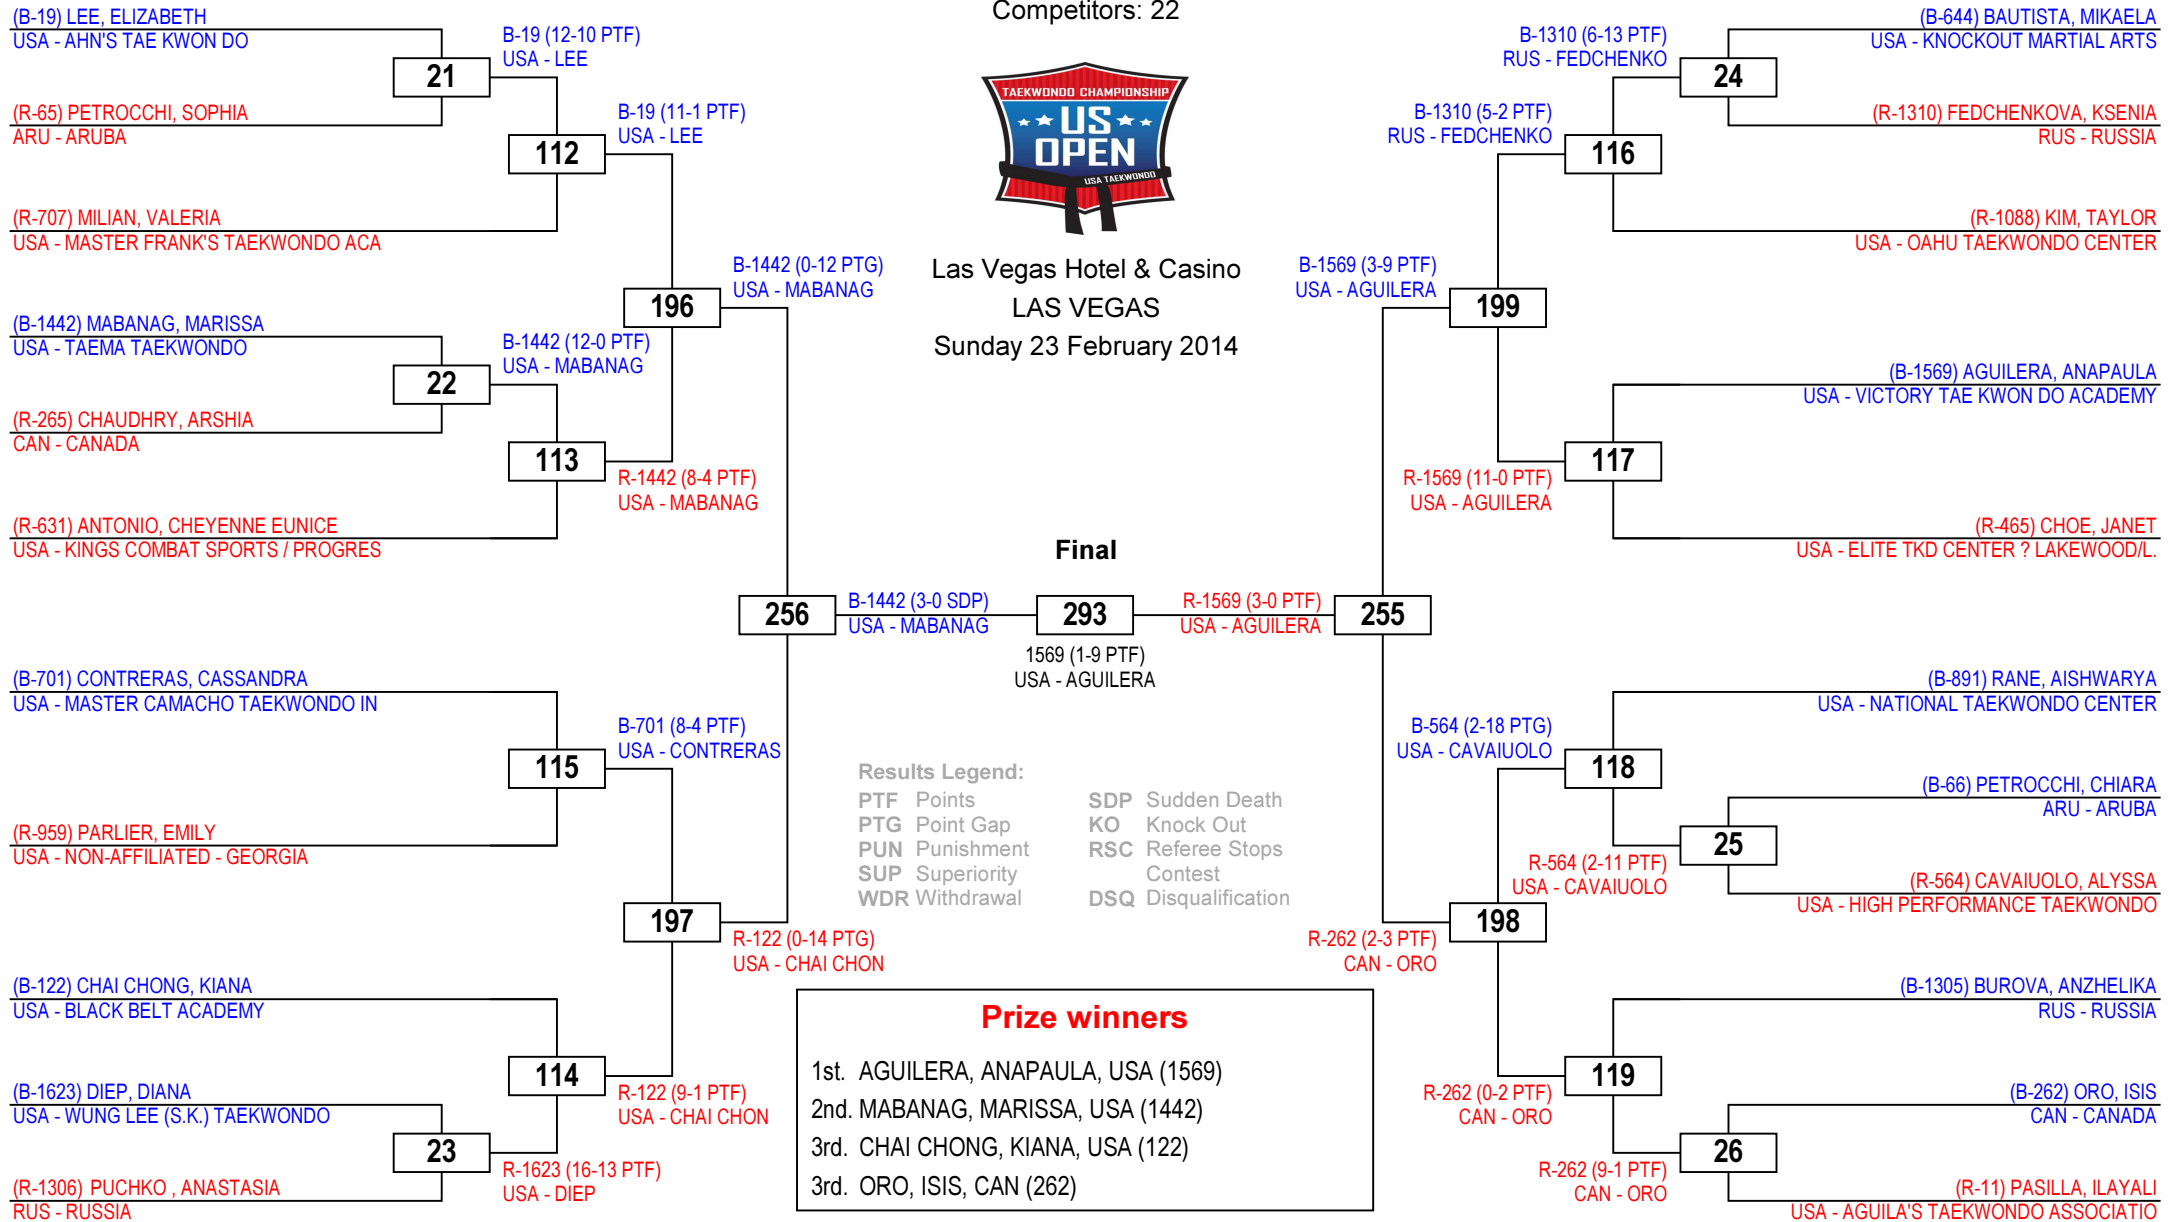 Competitors: 22
TAEKWONDO CHAMPIONSHIP
US
OPEN
USA TAEKWONDO
Las Vegas Hotel & Casino
LAS VEGAS
Sunday 23 February 2014
(B-19) LEE, ELIZABETH
USA - AHN'S TAE KWON DO
21
B-19 (12-10 PTF)
USA - LEE
(R-65) PETROCCHI, SOPHIA
ARU - ARUBA
112
B-19 (11-1 PTF)
USA - LEE
(R-707) MILIAN, VALERIA
USA - MASTER FRANK'S TAEKWONDO ACA
196
B-1442 (0-12 PTG)
USA - MABANAG
(B-1442) MABANAG, MARISSA
USA - TAEMA TAEKWONDO
22
B-1442 (12-0 PTF)
USA - MABANAG
(R-265) CHAUDHRY, ARSHIA
CAN - CANADA
113
R-1442 (8-4 PTF)
USA - MABANAG
(R-631) ANTONIO, CHEYENNE EUNICE
USA - KINGS COMBAT SPORTS / PROGRES
256
B-1442 (3-0 SDP)
USA - MABANAG
(B-701) CONTRERAS, CASSANDRA
USA - MASTER CAMACHO TAEKWONDO IN
115
B-701 (8-4 PTF)
USA - CONTRERAS
(R-959) PARLIER, EMILY
USA - NON-AFFILIATED - GEORGIA
197
R-122 (0-14 PTG)
USA - CHAI CHON
(B-122) CHAI CHONG, KIANA
USA - BLACK BELT ACADEMY
114
R-122 (9-1 PTF)
USA - CHAI CHON
(B-1623) DIEP, DIANA
USA - WUNG LEE (S.K.) TAEKWONDO
23
R-1623 (16-13 PTF)
USA - DIEP
(R-1306) PUCHKO , ANASTASIA
RUS - RUSSIA
Final
293
1569 (1-9 PTF)
USA - AGUILERA
(B-644) BAUTISTA, MIKAELA
USA - KNOCKOUT MARTIAL ARTS
B-1310 (6-13 PTF)
RUS - FEDCHENKO
24
(R-1310) FEDCHENKOVA, KSENIA
RUS - RUSSIA
B-1310 (5-2 PTF)
RUS - FEDCHENKO
116
(R-1088) KIM, TAYLOR
USA - OAHU TAEKWONDO CENTER
B-1569 (3-9 PTF)
USA - AGUILERA
199
(B-1569) AGUILERA, ANAPAULA
USA - VICTORY TAE KWON DO ACADEMY
117
R-1569 (11-0 PTF)
USA - AGUILERA
(R-465) CHOE, JANET
USA - ELITE TKD CENTER ? LAKEWOOD/L.
R-1569 (3-0 PTF)
USA - AGUILERA
255
(B-891) RANE, AISHWARYA
USA - NATIONAL TAEKWONDO CENTER
B-564 (2-18 PTG)
USA - CAVAIUOLO
118
(B-66) PETROCCHI, CHIARA
ARU - ARUBA
25
R-564 (2-11 PTF)
USA - CAVAIUOLO
(R-564) CAVAIUOLO, ALYSSA
USA - HIGH PERFORMANCE TAEKWONDO
198
R-262 (2-3 PTF)
CAN - ORO
(B-1305) BUROVA, ANZHELIKA
RUS - RUSSIA
119
R-262 (0-2 PTF)
CAN - ORO
(B-262) ORO, ISIS
CAN - CANADA
26
R-262 (9-1 PTF)
CAN - ORO
(R-11) PASILLA, ILAYALI
USA - AGUILA'S TAEKWONDO ASSOCIATIO
Results Legend:
PTF Points SDP Sudden Death
PTG Point Gap KO Knock Out
PUN Punishment RSC Referee Stops
SUP Superiority Contest
WDR Withdrawal DSQ Disqualification
Prize winners
1st. AGUILERA, ANAPAULA, USA (1569)
2nd. MABANAG, MARISSA, USA (1442)
3rd. CHAI CHONG, KIANA, USA (122)
3rd. ORO, ISIS, CAN (262)